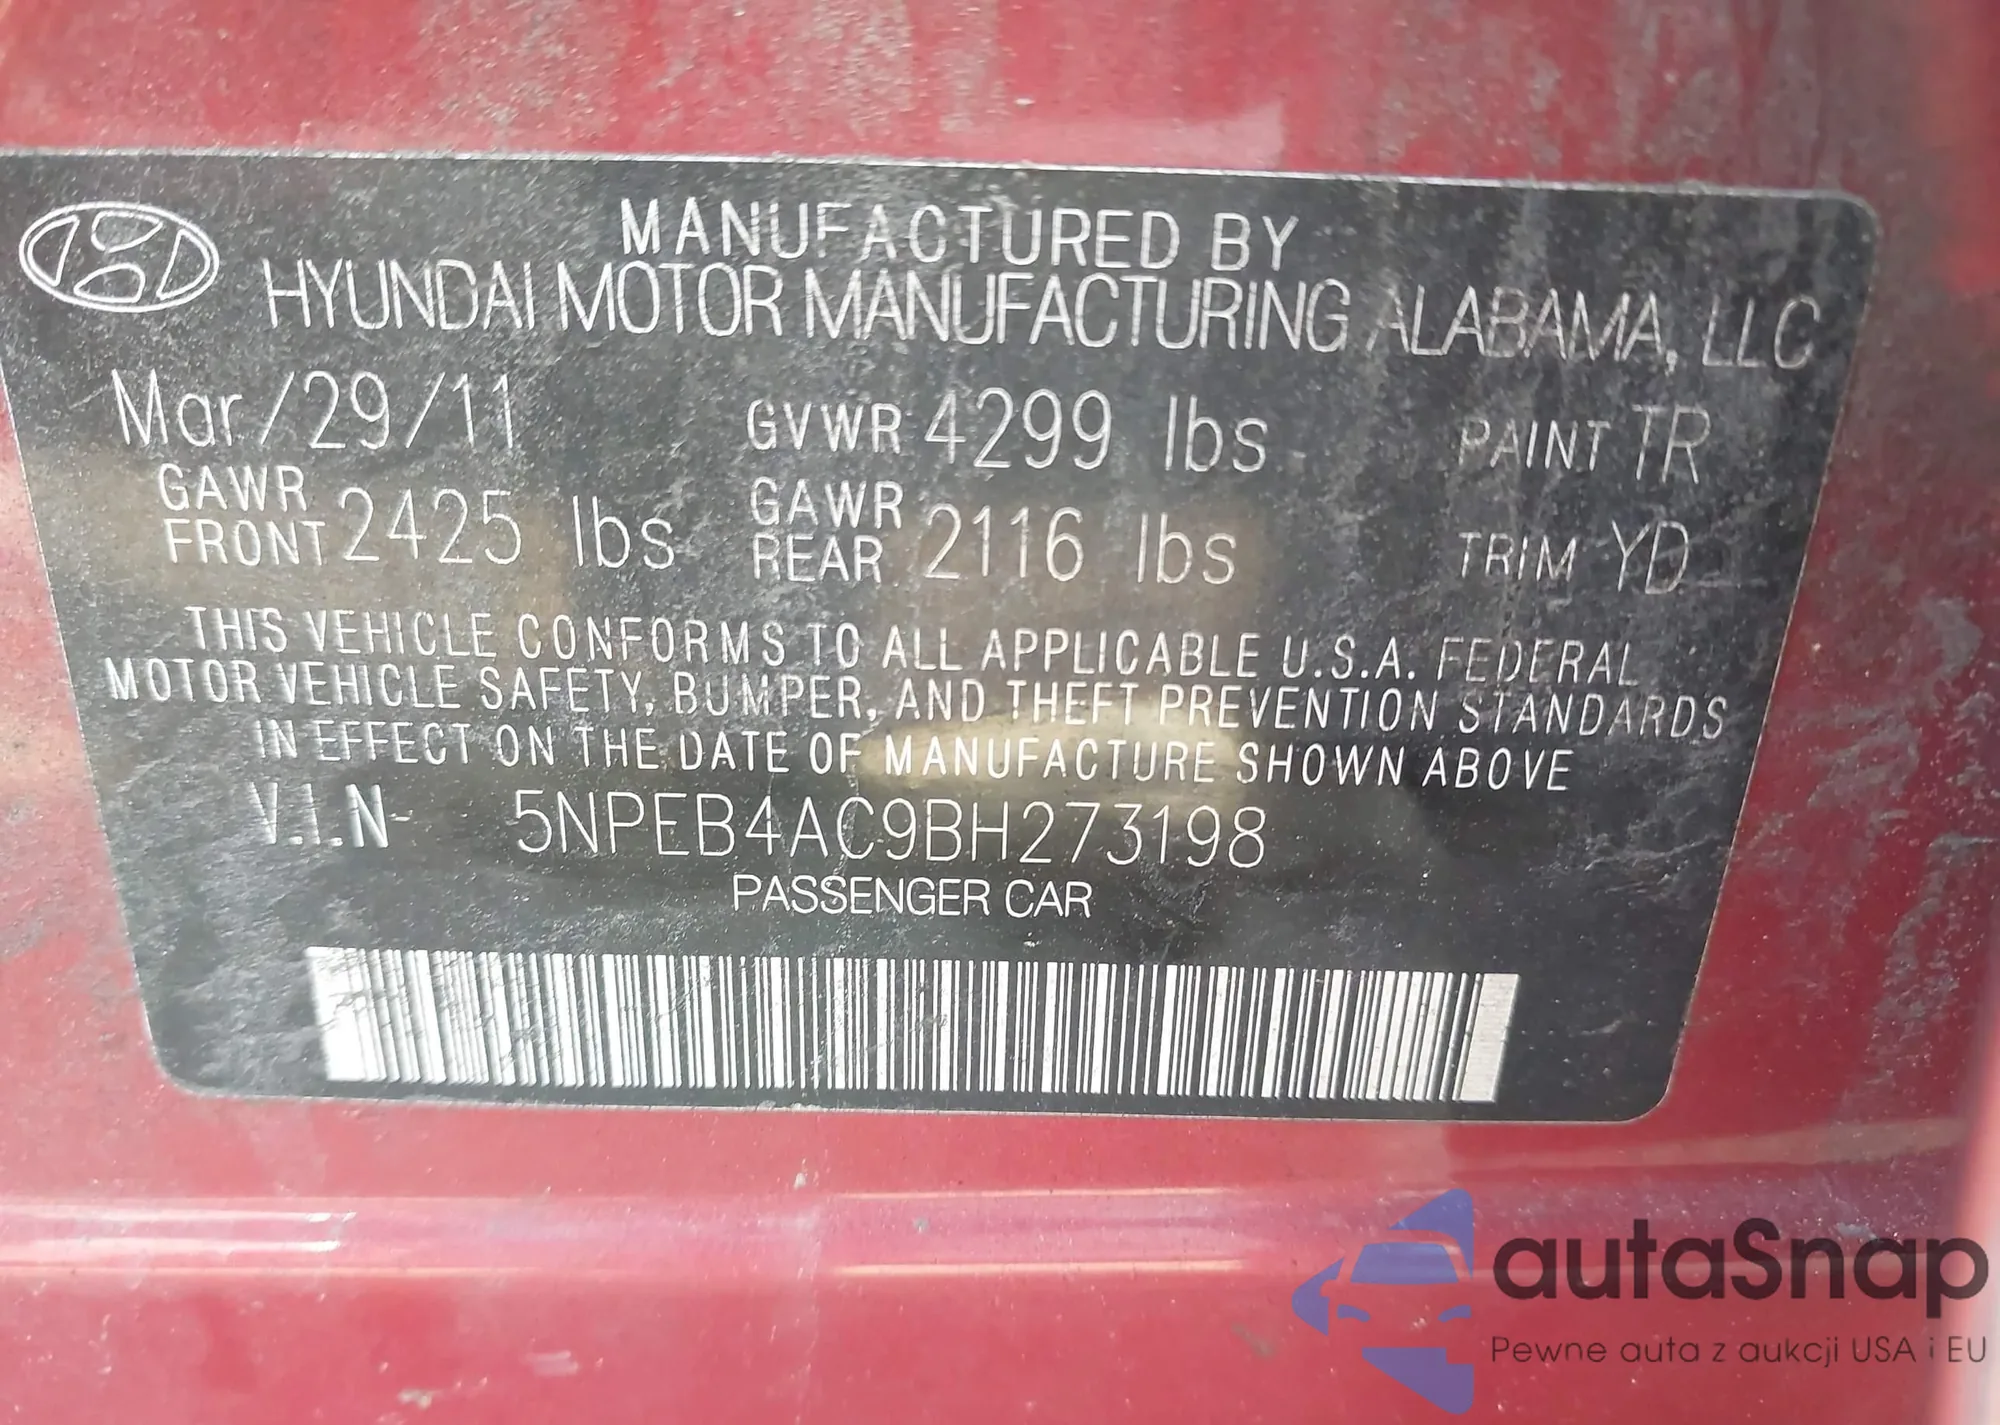 MANUFACTURED BY
HYUNDAI MOTOR MANUFACTURING ALABAMA, LLC
Mar/29/11 GVWR 4299 lbs PAINT TR
GAWR FRONT 2425 lbs GAWR REAR 2116 lbs TRIM YD
THIS VEHICLE CONFORMS TO ALL APPLICABLE U.S.A. FEDERAL
MOTOR VEHICLE SAFETY, BUMPER, AND THEFT PREVENTION STANDARDS
IN EFFECT ON THE DATE OF MANUFACTURE SHOWN ABOVE
V.I.N- 5NPEB4AC9BH273198
PASSENGER CAR
autaSnap
Pewne auta z aukcji USA i EU